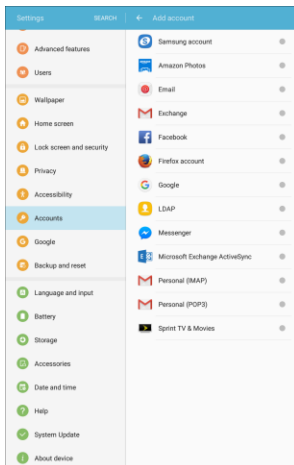 Settings
SEARCH
Advanced features
Users
Wallpaper
Home screen
Lock screen and security
Privacy
Accessibility
Accounts
Google
Backup and reset
Language and input
Battery
Storage
Accessories
Date and time
Help
System Update
About device
Add account
Samsung account
Amazon Photos
Email
Exchange
Facebook
Firefox account
Google
LDAP
Messenger
Microsoft Exchange ActiveSync
Personal (IMAP)
Personal (POP3)
Sprint TV & Movies